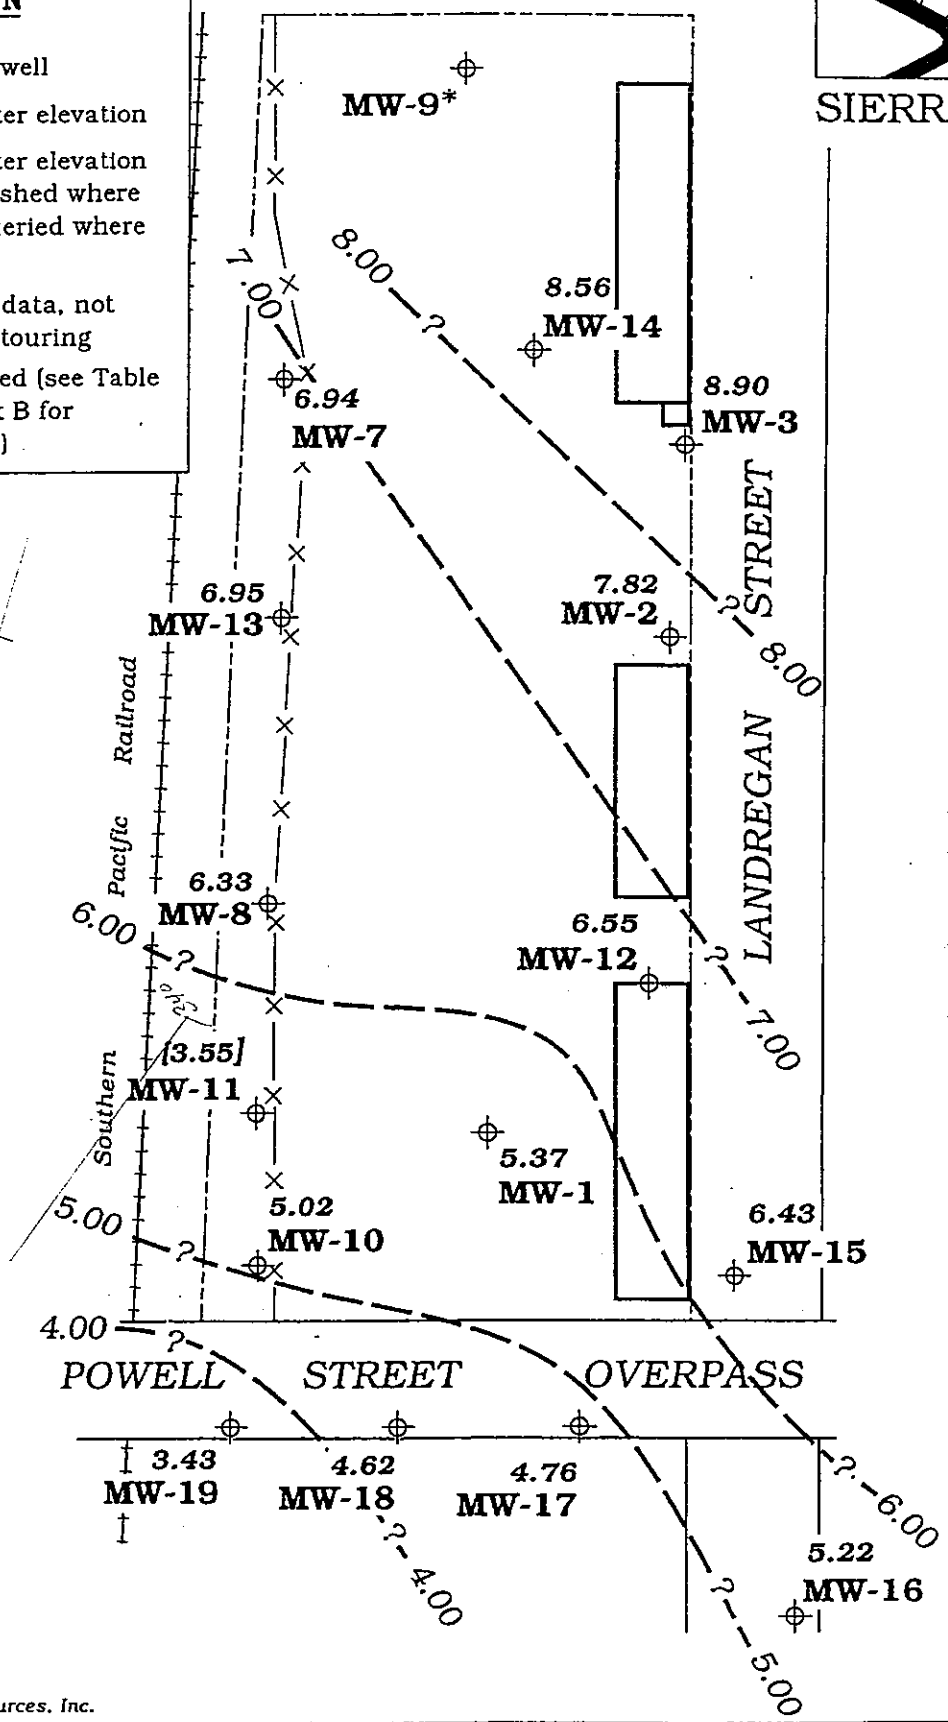 well
ter elevation
ter elevation
shed where
eried where
data, not
touring
ed (see Table
B for
)
SIERR
MW-9*
7.00
8.00
8.56
MW-14
8.90
MW-3
6.94
MW-7
7.82
MW-2
6.95
MW-13
8.00
STREET
LANDREGAN
Southern Pacific Railroad
6.33
MW-8
6.00
6.55
MW-12
7.00
[3.55]
MW-11
5.37
MW-1
5.00
5.02
MW-10
6.43
MW-15
4.00
POWELL STREET OVERPASS
3.43
MW-19
4.62
MW-18
4.76
MW-17
6.00
5.22
MW-16
4.00
5.00
urces, Inc.